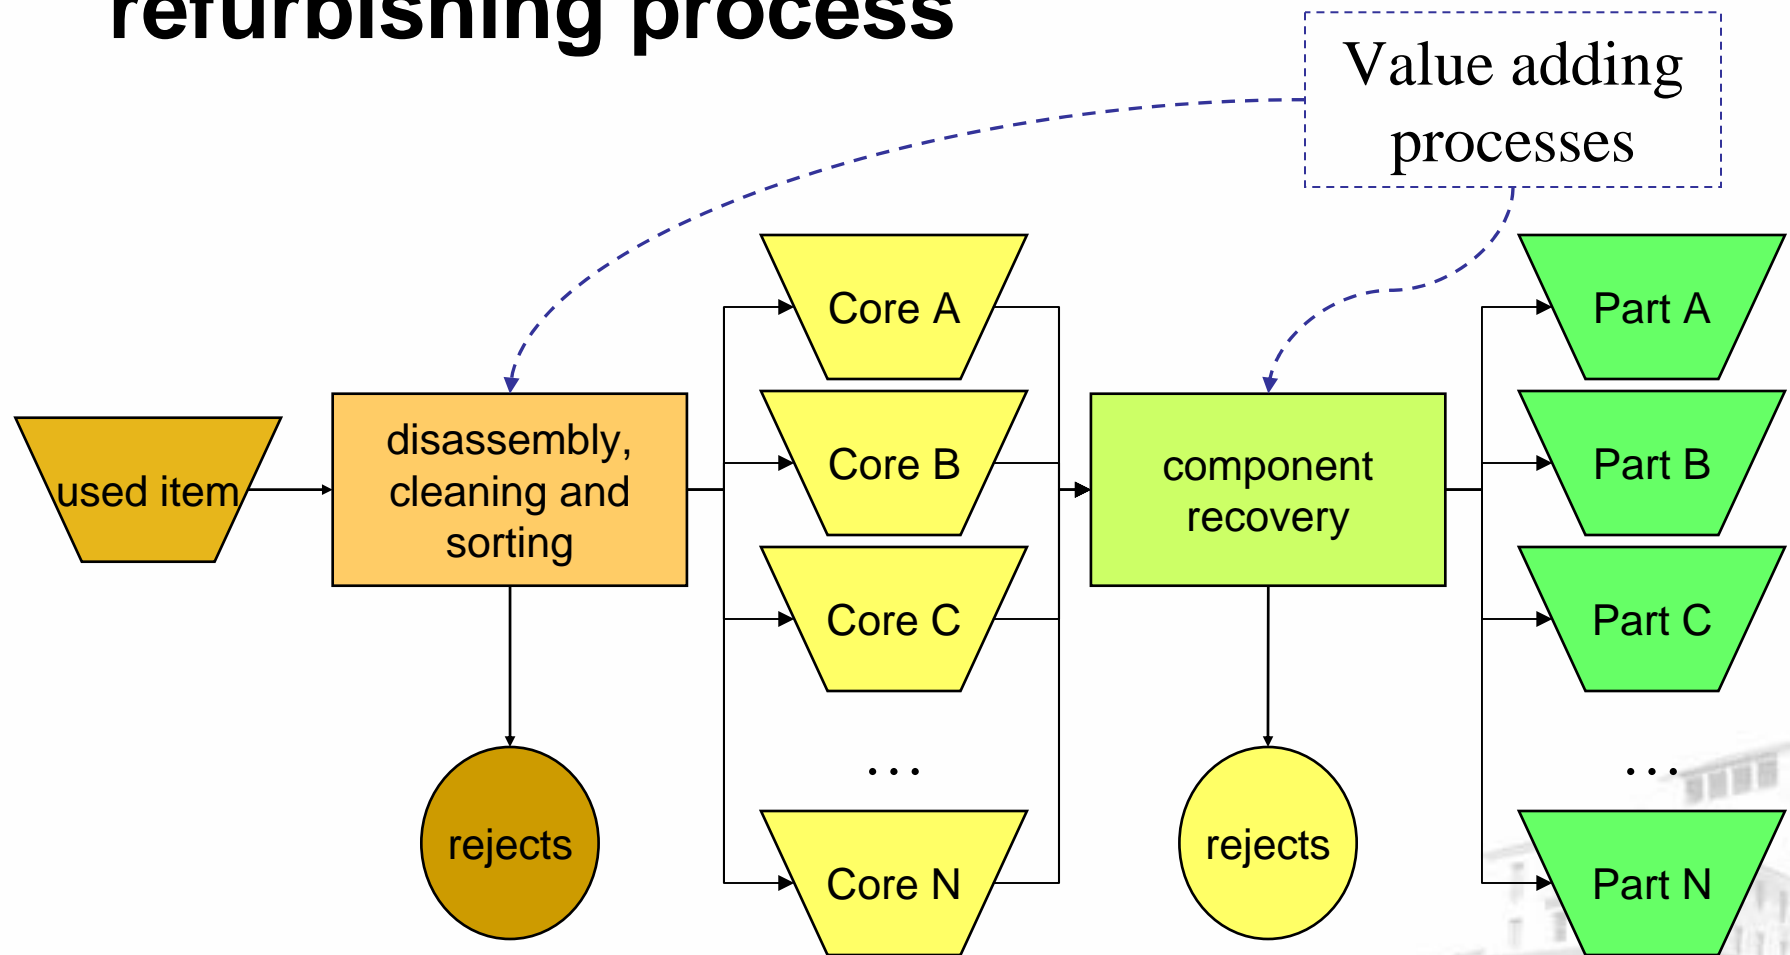 refurbishing process
Value adding
processes
used item
disassembly,
cleaning and
sorting
rejects
Core A
Core B
Core C
...
Core N
component
recovery
rejects
Part A
Part B
Part C
...
Part N